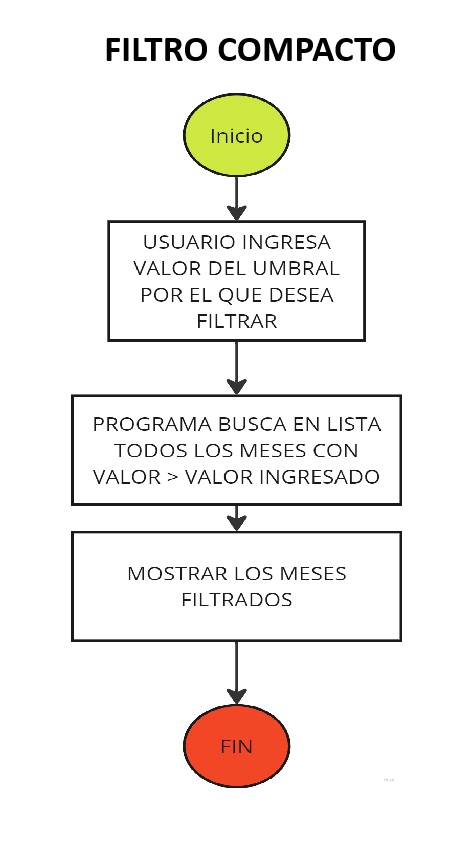 FILTRO COMPACTO
Inicio
USUARIO INGRESA
VALOR DEL UMBRAL
POR EL QUE DESEA
FILTRAR
PROGRAMA BUSCA EN LISTA
TODOS LOS MESES CON
VALOR > VALOR INGRESADO
MOSTRAR LOS MESES
FILTRADOS
FIN